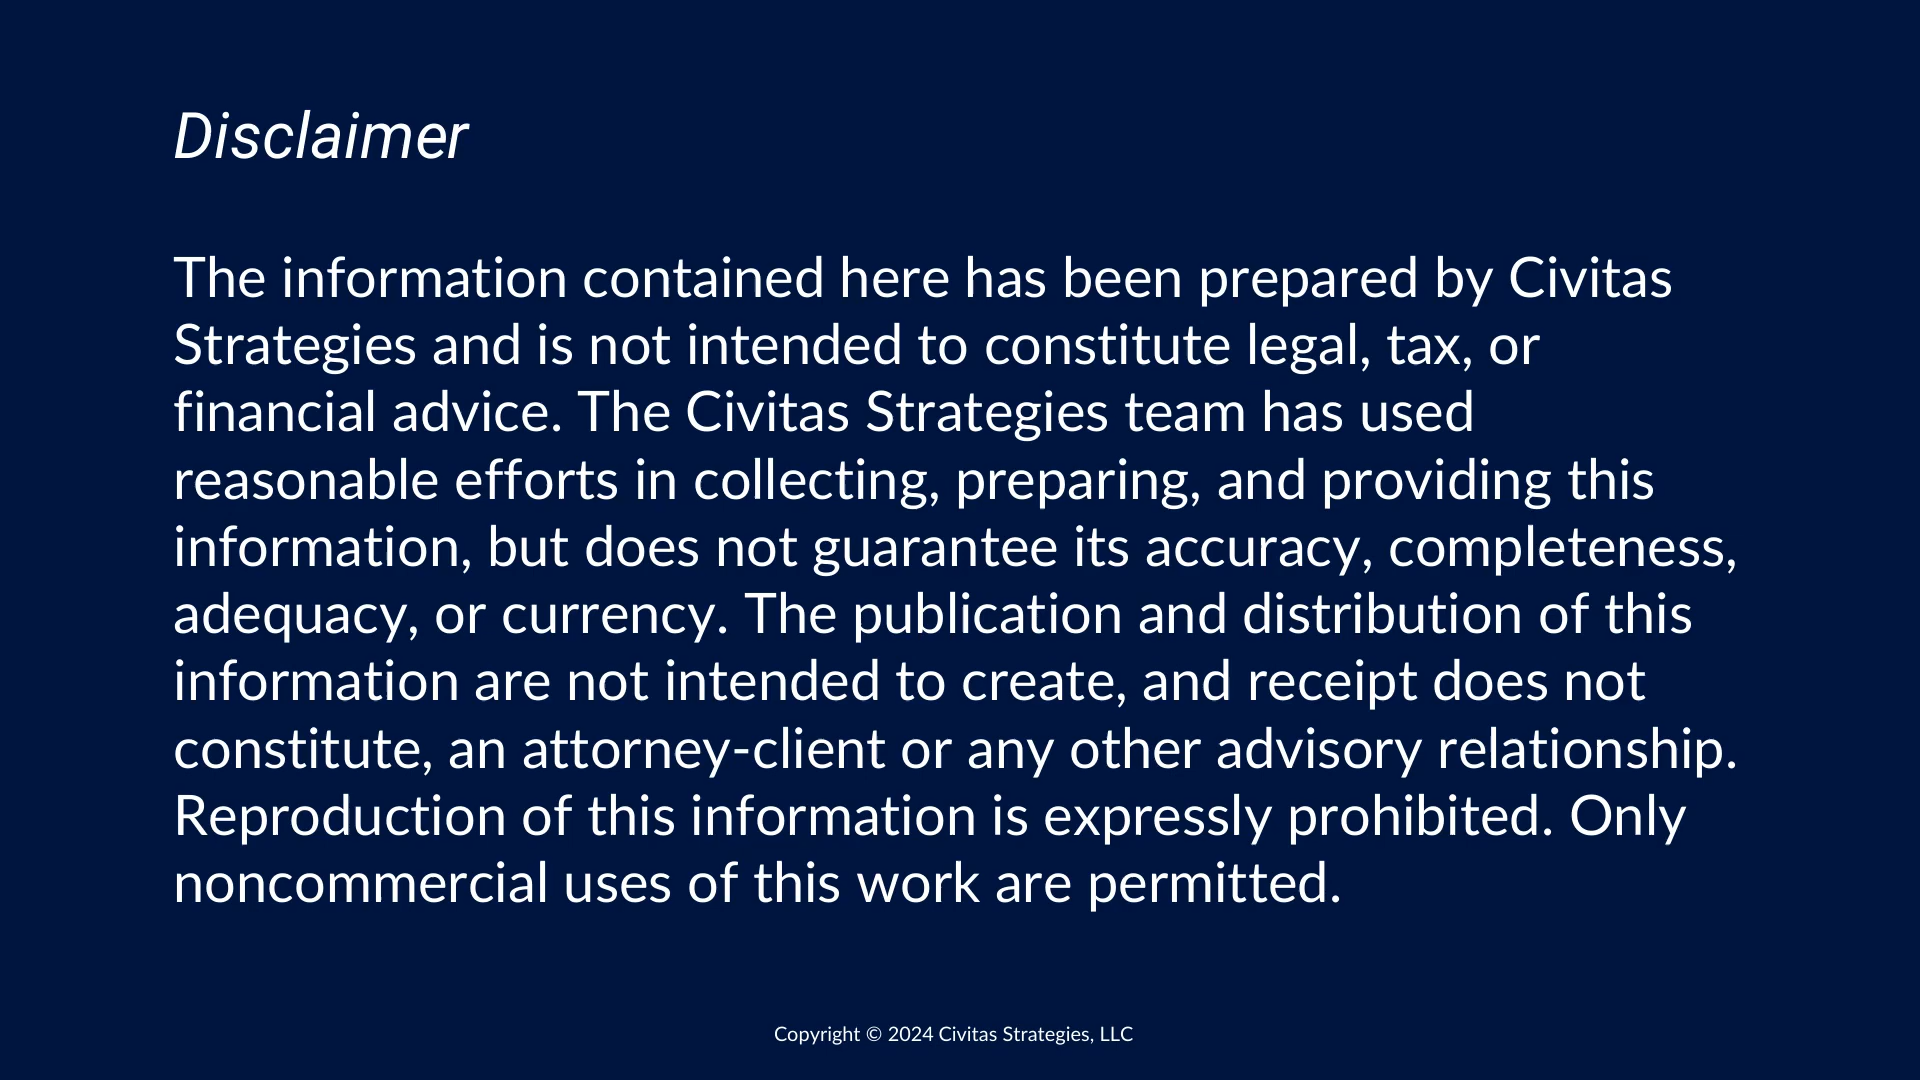 Disclaimer
The information contained here has been prepared by Civitas
Strategies and is not intended to constitute legal, tax, or
financial advice. The Civitas Strategies team has used
reasonable efforts in collecting, preparing, and providing this
information, but does not guarantee its accuracy, completeness,
adequacy, or currency. The publication and distribution of this
information are not intended to create, and receipt does not
constitute, an attorney-client or any other advisory relationship.
Reproduction of this information is expressly prohibited. Only
noncommercial uses of this work are permitted.
Copyright © 2024 Civitas Strategies, LLC